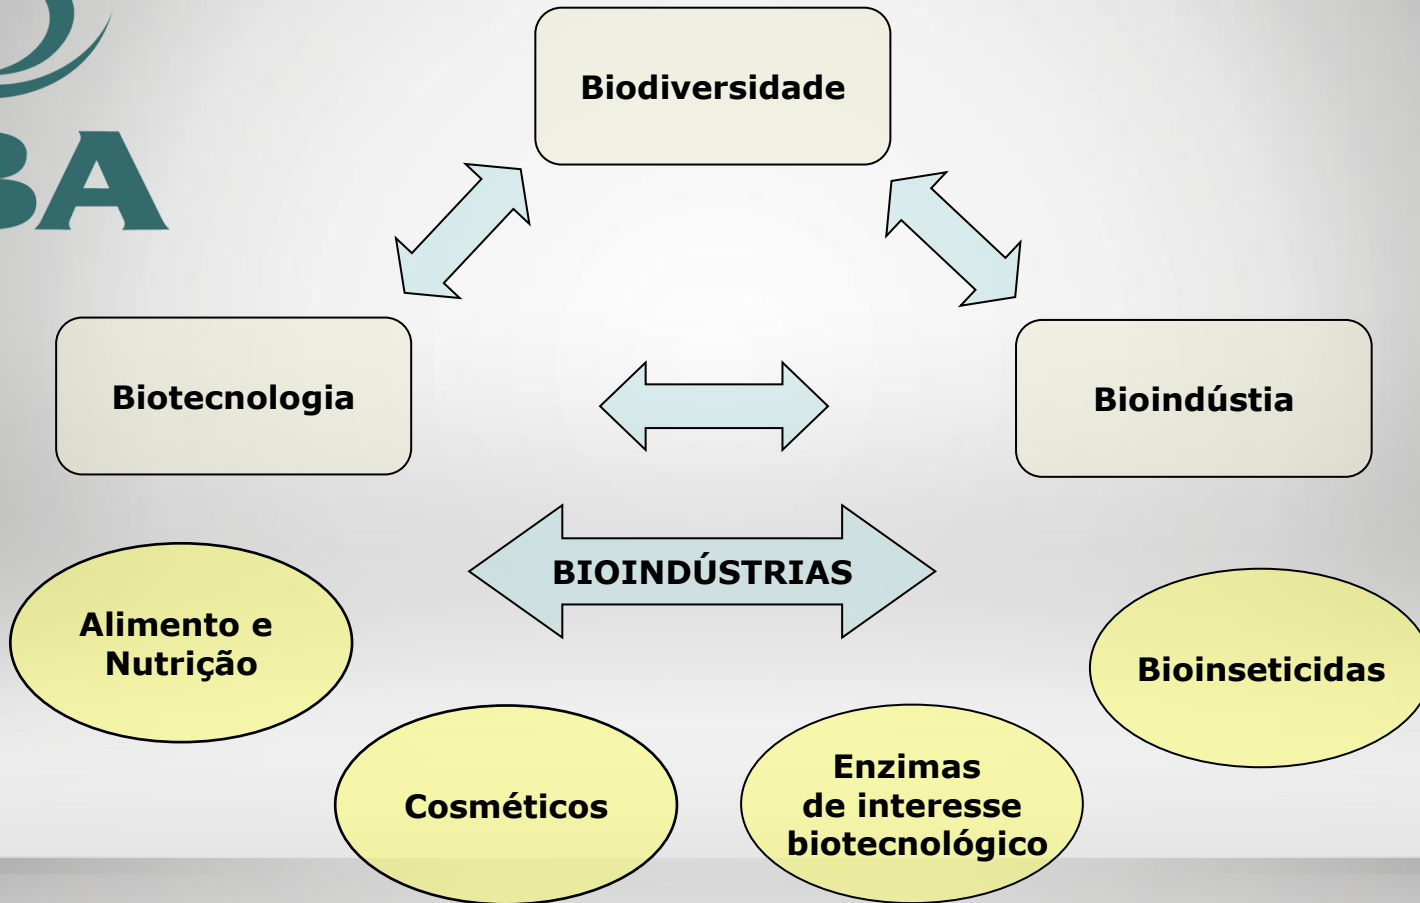 BA
Biodiversidade
Biotecnologia
Bioindústia
BIOINDÚSTRIAS
Alimento e
Nutrição
Bioinseticidas
Cosméticos
Enzimas
de interesse
biotecnológico